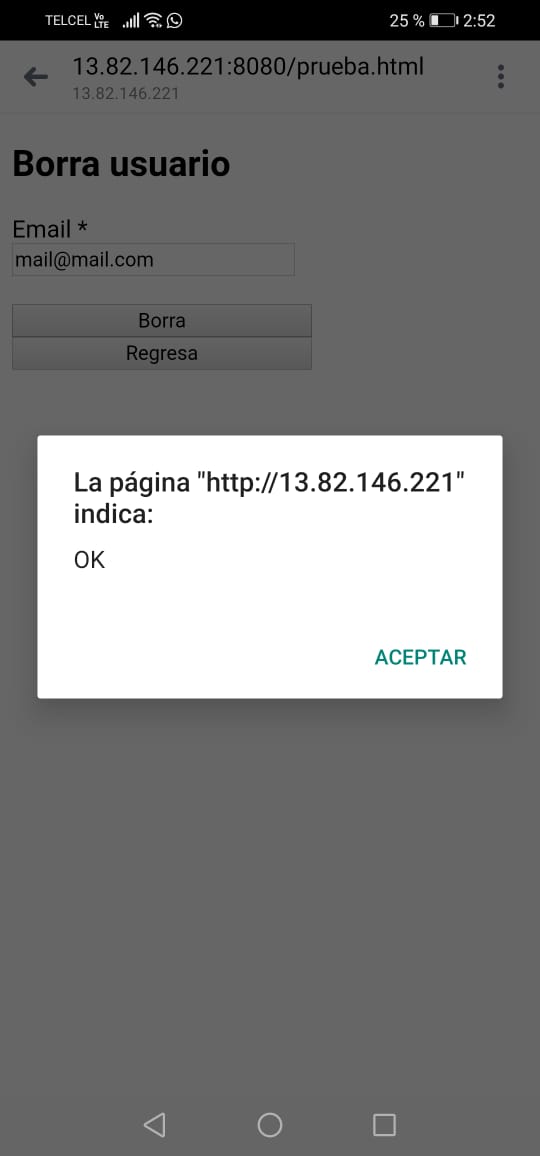 TELCEL Vo LTE 25 % 2:52
13.82.146.221:8080/prueba.html
13.82.146.221
Borra usuario
Email *
mail@mail.com
Borra
Regresa
La página "http://13.82.146.221"
indica:
OK
ACEPTAR